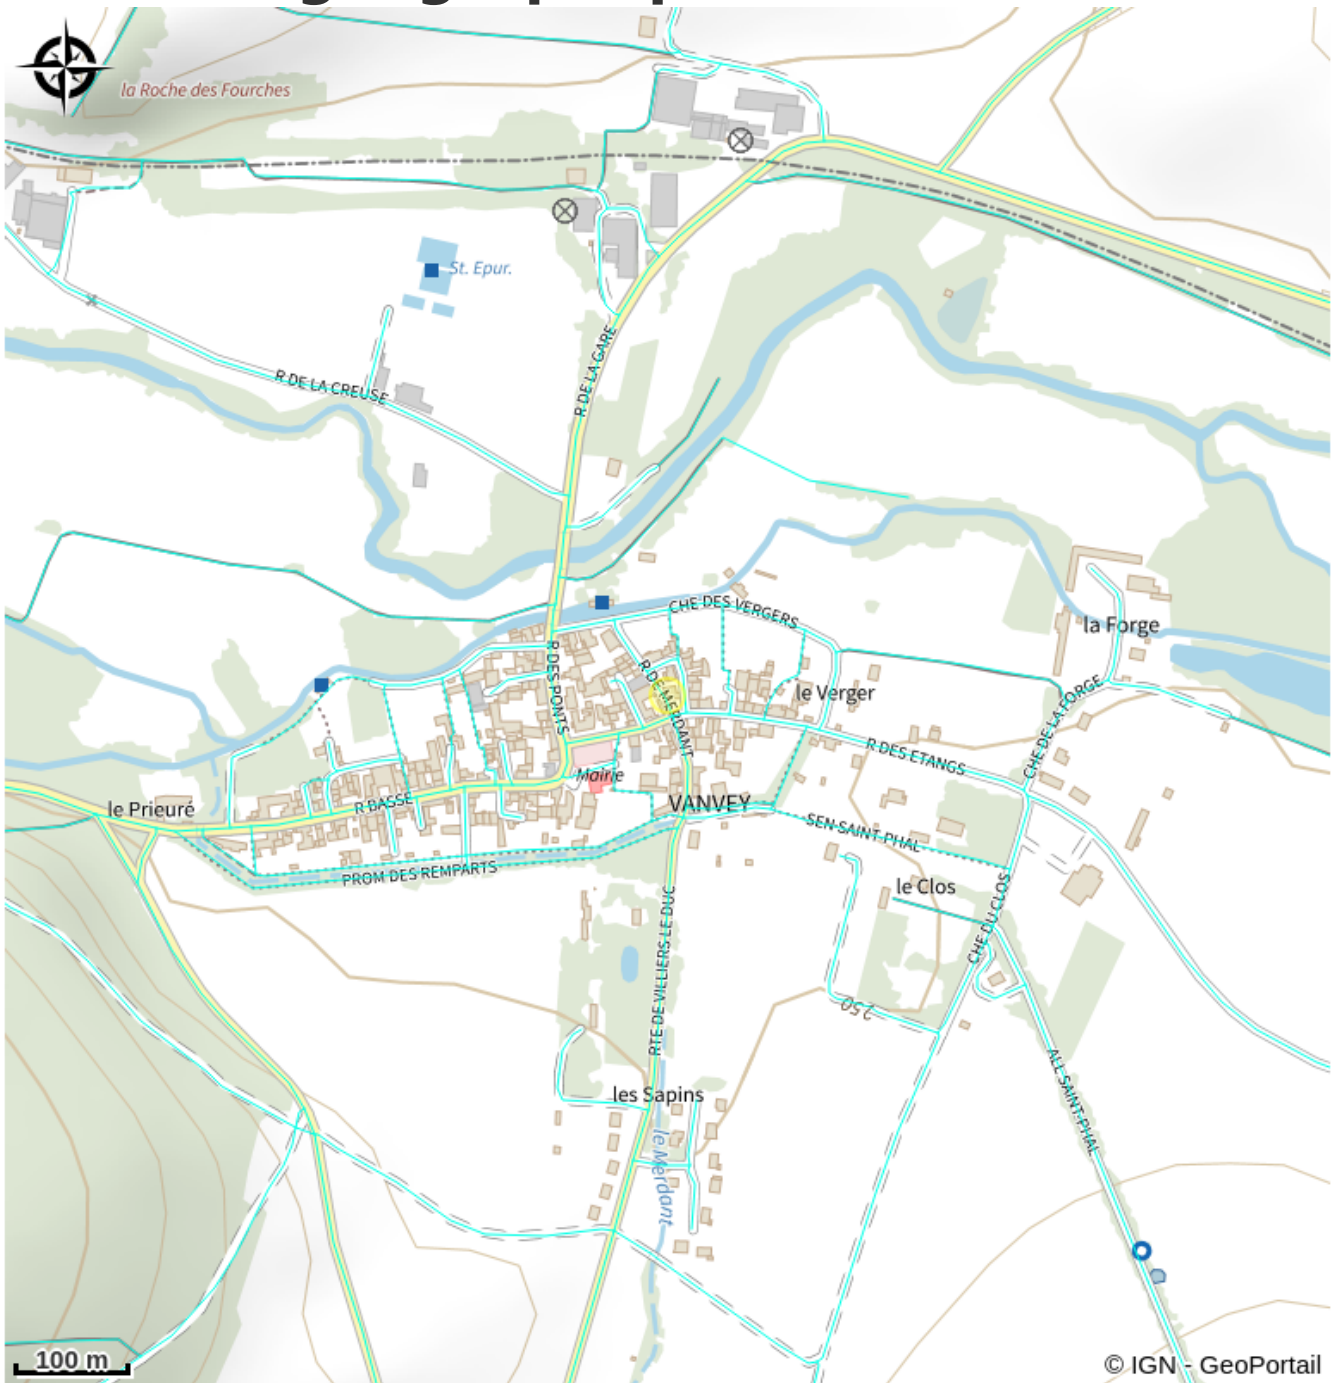 la Roche des Fourches
St. Epur.
R DE LA GARE
R DE LA CREUSE
CHE DES VERGERS
la Forge
R DES PONTS
R DE MERDANT
le Verger
CHE DE LA FORGE
R DES ETANGS
Mairie
le Prieuré
R BASSE
VANVEY
SEN SAINT-PHAL
PROM DES REMPARTS
le Clos
CHE DU CLOS
RTE DE VILLIERS LE DUC
250
ALL SAINT-PHAL
les Sapins
le Merdant
100 m
© IGN - GeoPortail